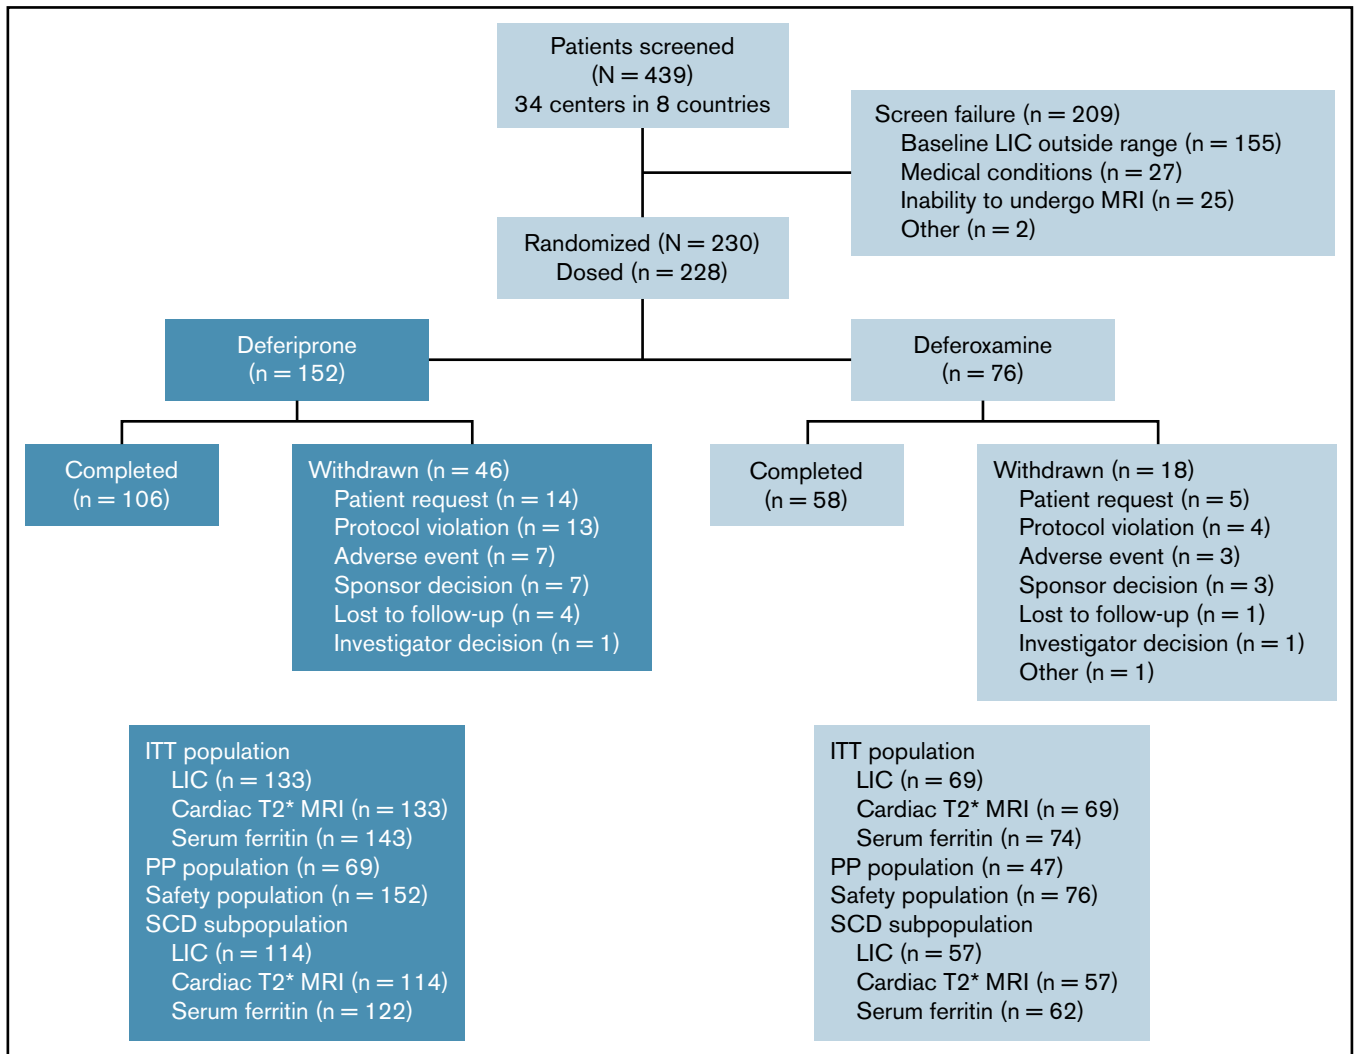 Patients screened
(N = 439)
34 centers in 8 countries
Screen failure (n = 209)
Baseline LIC outside range (n = 155)
Medical conditions (n = 27)
Inability to undergo MRI (n = 25)
Other (n = 2)
Randomized (N = 230)
Dosed (n = 228)
Deferiprone
(n = 152)
Deferoxamine
(n = 76)
Completed
(n = 106)
Withdrawn (n = 46)
Patient request (n = 14)
Protocol violation (n = 13)
Adverse event (n = 7)
Sponsor decision (n = 7)
Lost to follow-up (n = 4)
Investigator decision (n = 1)
Completed
(n = 58)
Withdrawn (n = 18)
Patient request (n = 5)
Protocol violation (n = 4)
Adverse event (n = 3)
Sponsor decision (n = 3)
Lost to follow-up (n = 1)
Investigator decision (n = 1)
Other (n = 1)
ITT population
LIC (n = 133)
Cardiac T2* MRI (n = 133)
Serum ferritin (n = 143)
PP population (n = 69)
Safety population (n = 152)
SCD subpopulation
LIC (n = 114)
Cardiac T2* MRI (n = 114)
Serum ferritin (n = 122)
ITT population
LIC (n = 69)
Cardiac T2* MRI (n = 69)
Serum ferritin (n = 74)
PP population (n = 47)
Safety population (n = 76)
SCD subpopulation
LIC (n = 57)
Cardiac T2* MRI (n = 57)
Serum ferritin (n = 62)